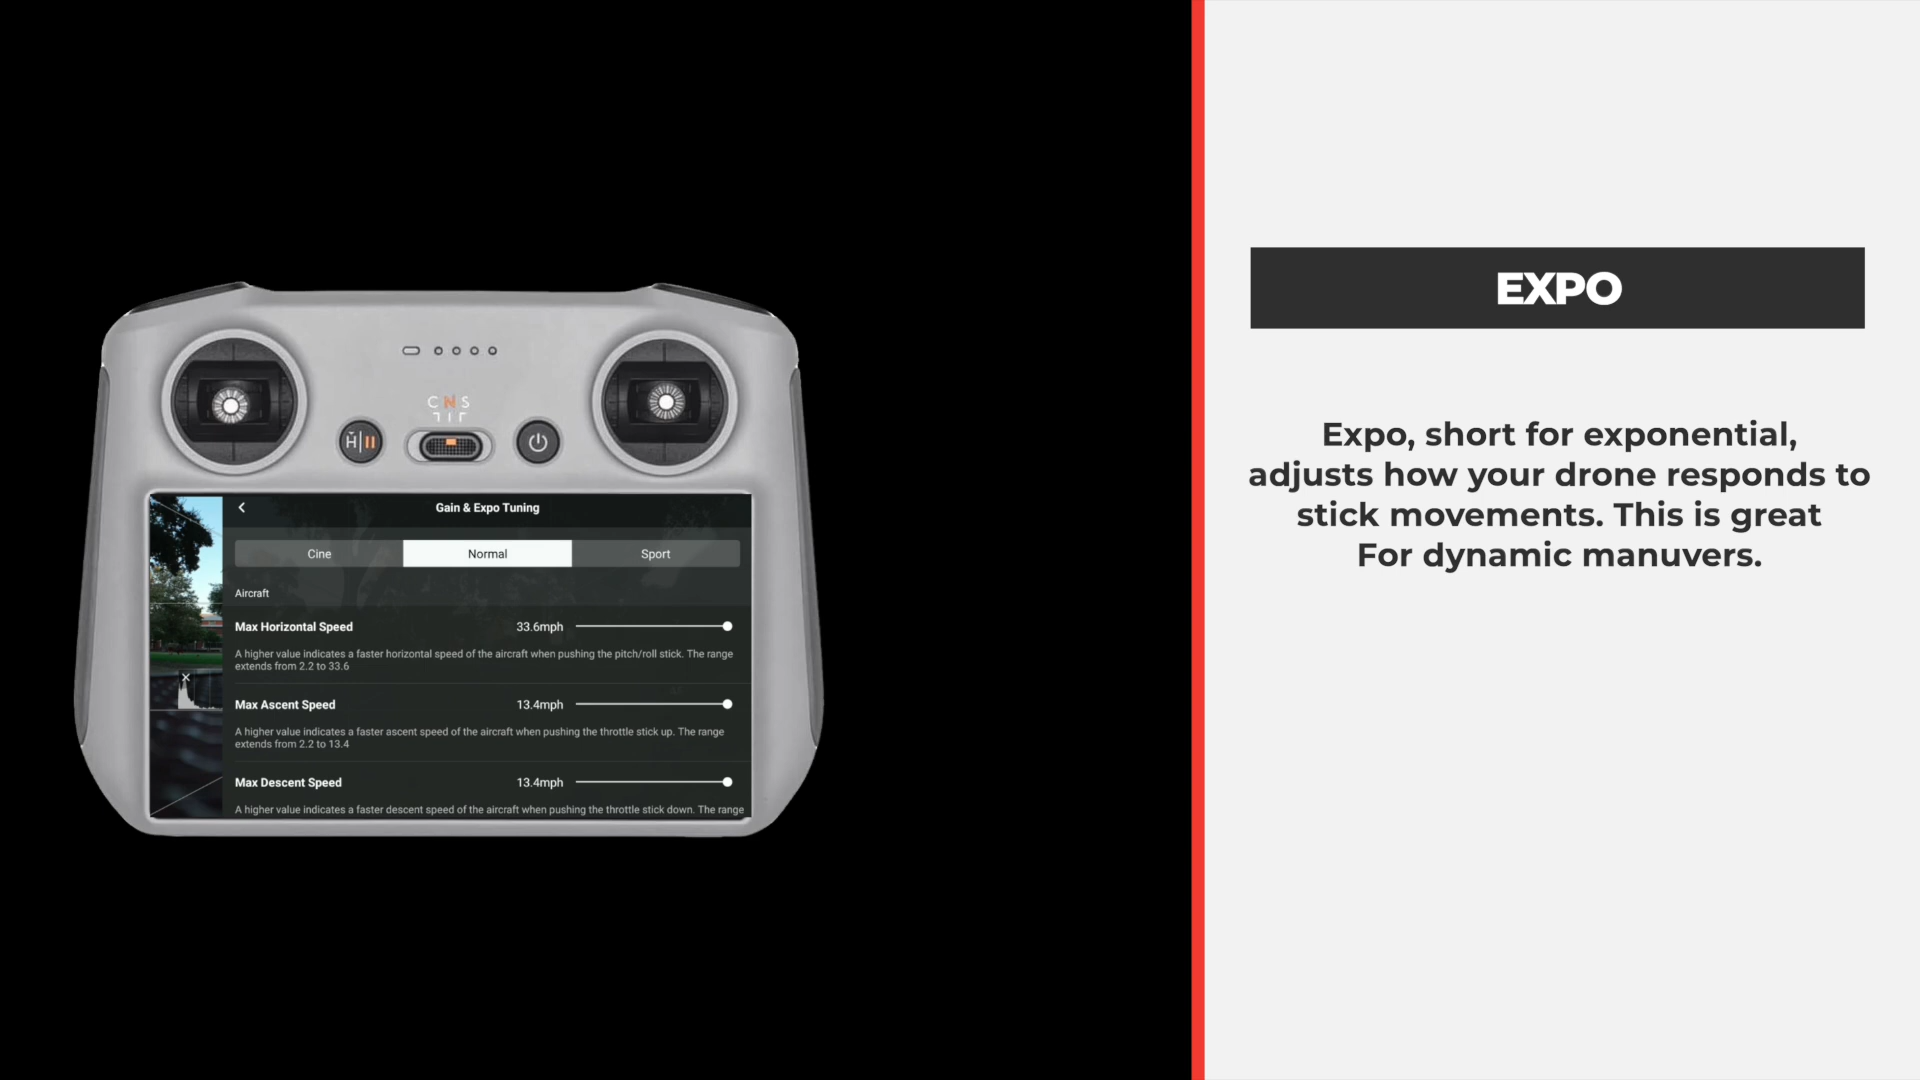 C N S
H
Gain & Expo Tuning
Cine Normal Sport
Aircraft
Max Horizontal Speed 33.6mph
A higher value indicates a faster horizontal speed of the aircraft when pushing the pitch/roll stick. The range
extends from 2.2 to 33.6
Max Ascent Speed 13.4mph
A higher value indicates a faster ascent speed of the aircraft when pushing the throttle stick up. The range
extends from 2.2 to 13.4
Max Descent Speed 13.4mph
A higher value indicates a faster descent speed of the aircraft when pushing the throttle stick down. The range
EXPO
Expo, short for exponential,
adjusts how your drone responds to
stick movements. This is great
For dynamic manuvers.